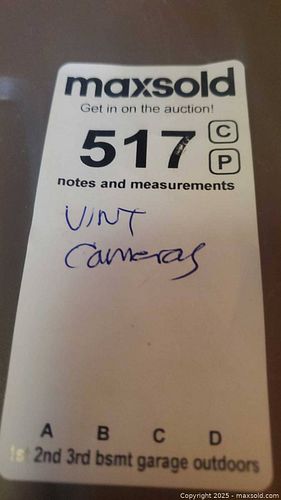 maxsold
Get in on the auction!
517 C
P
notes and measurements
VINT
Cameras
A B C D
1st 2nd 3rd bsmt garage outdoors
Copyright 2025 - maxsold.com